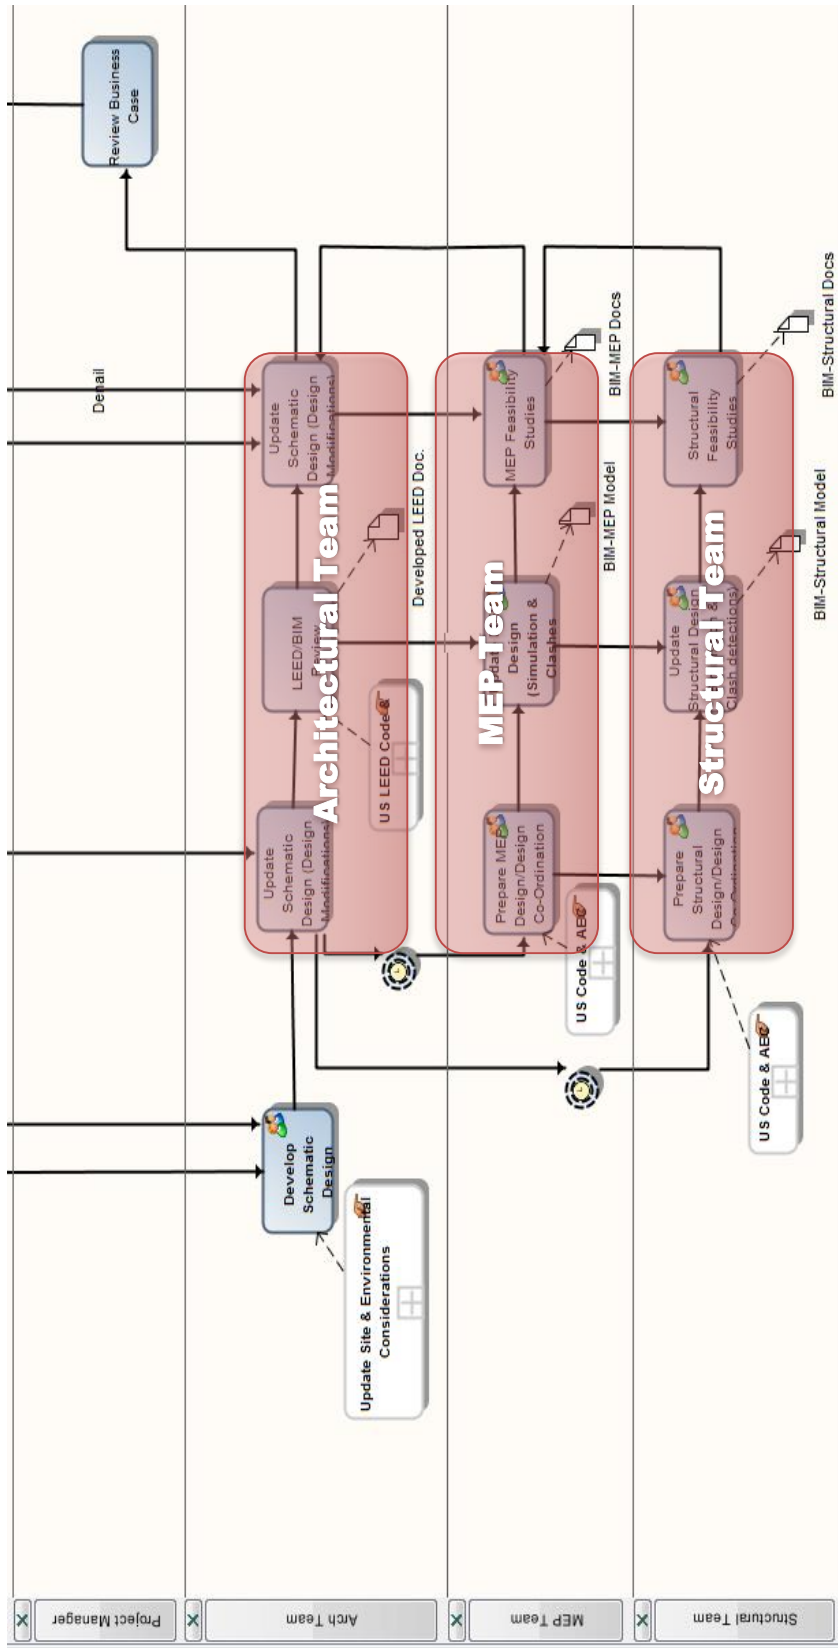 Review Business
Case
Denail
Update
Schematic
Design (Design
Modifications)
LEED/BIM
Review
Update
Schematic
Design (Design
Modifications)
Architectural Team
Developed LEED Doc.
US LEED Code &
Develop
Schematic
Design
Update Site & Environmental
Considerations
MEP Feasibility
Studies
Design
(Simulation &
Clashes
Prepare MEP
Design/Design
Co-Ordination
MEP Team
BIM-MEP Docs
BIM-MEP Model
US Code & AEC
Structural
Feasibility
Studies
Update
Structural Design
&
Clash detections)
Prepare
Structural
Design/Design
Co-Ordination
Structural Team
BIM-Structural Docs
BIM-Structural Model
US Code & AEC
Project Manager
Arch Team
MEP Team
Structural Team